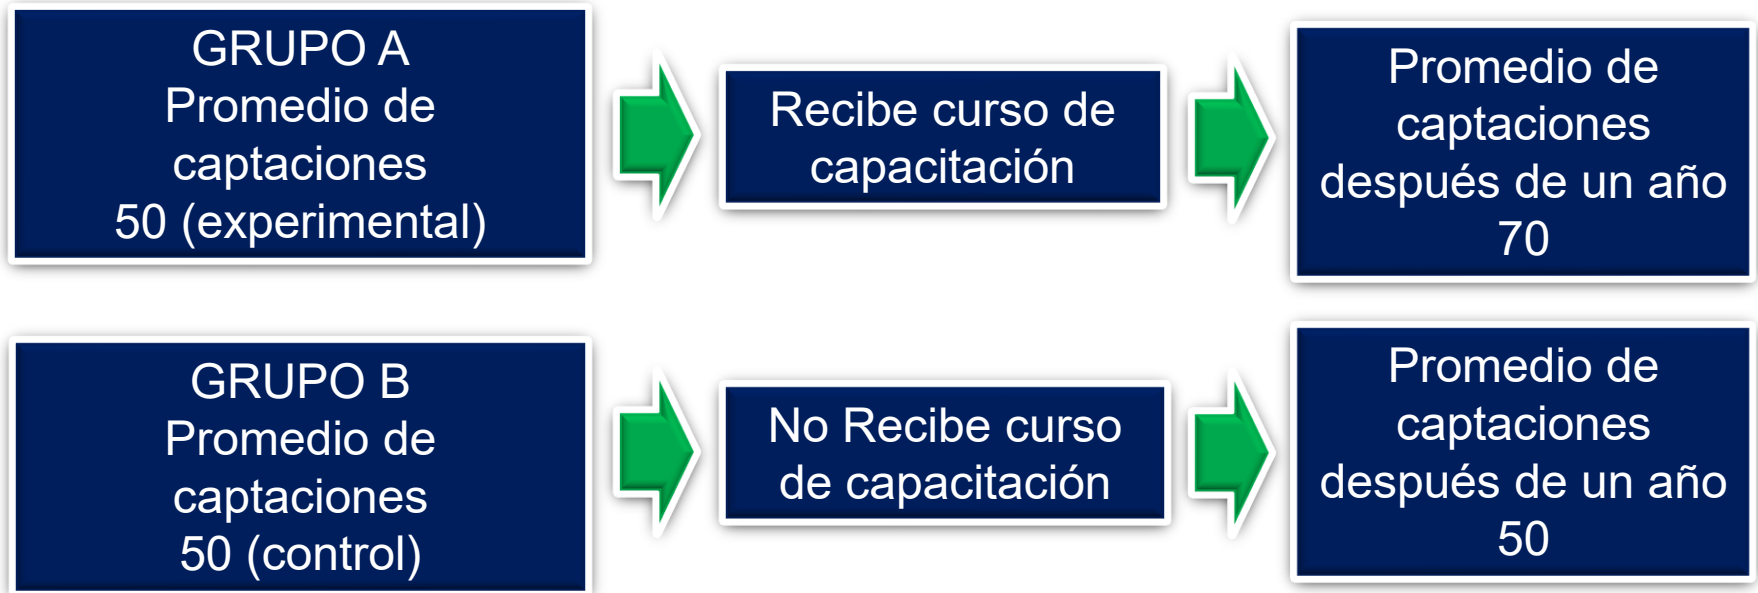 GRUPO A
Promedio de
captaciones
50 (experimental)
Recibe curso de
capacitación
Promedio de
captaciones
después de un año
70
GRUPO B
Promedio de
captaciones
50 (control)
No Recibe curso
de capacitación
Promedio de
captaciones
después de un año
50